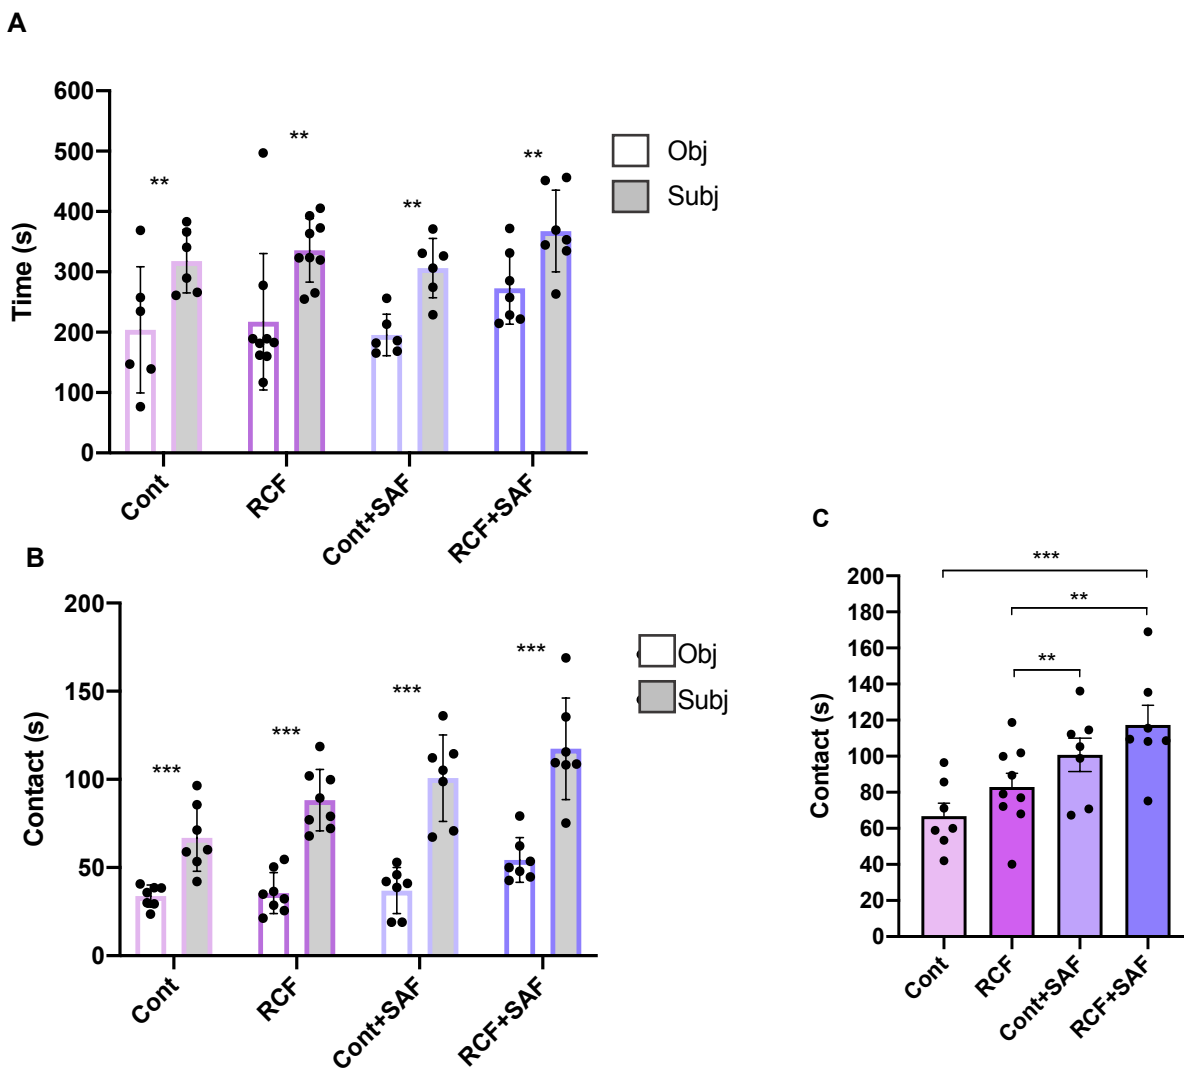 A
600
500
400
300
200
100
0
Time (s)
**
**
**
**
Obj
Subj
Cont
RCF
Cont+SAF
RCF+SAF
B
200
150
100
50
0
Contact (s)
***
***
***
***
Obj
Subj
Cont
RCF
Cont+SAF
RCF+SAF
C
200
180
160
140
120
100
80
60
40
20
0
Contact (s)
***
**
**
Cont
RCF
Cont+SAF
RCF+SAF